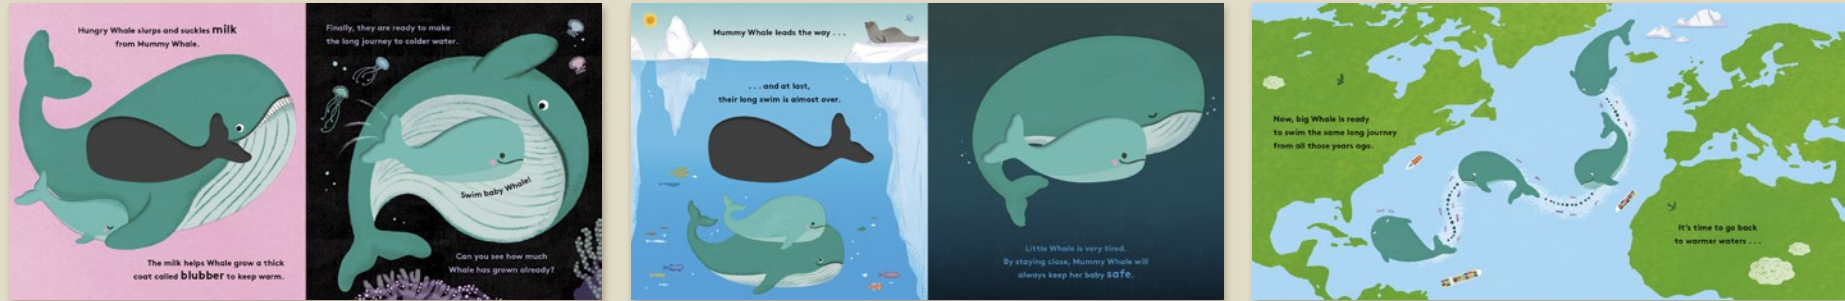 Hungry Whale slurps and suckles milk
from Mummy Whale.
The milk helps Whale grow a thick
coat called blubber to keep warm.
Finally, they are ready to make
the long journey to colder water.
Swim baby Whale!
Can you see how much
Whale has grown already?
Mummy Whale leads the way . . .
. . . and at last,
their long swim is almost over.
Little Whale is very tired.
By staying close, Mummy Whale will
always keep her baby safe.
Now, big Whale is ready
to swim the same long journey
from all those years ago.
It's time to go back
to warmer waters . . .